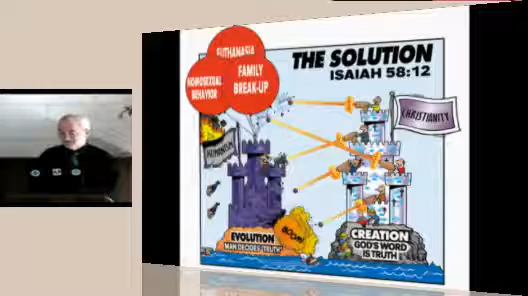 THE SOLUTION
ISAIAH 58:12
EUTHANASIA
HOMOSEXUAL
BEHAVIOR
FAMILY
BREAK-UP
HUMANISM
CHRISTIANITY
EVOLUTION
MAN DECIDES TRUTH
BOOM!
CREATION
GOD'S WORD
IS TRUTH